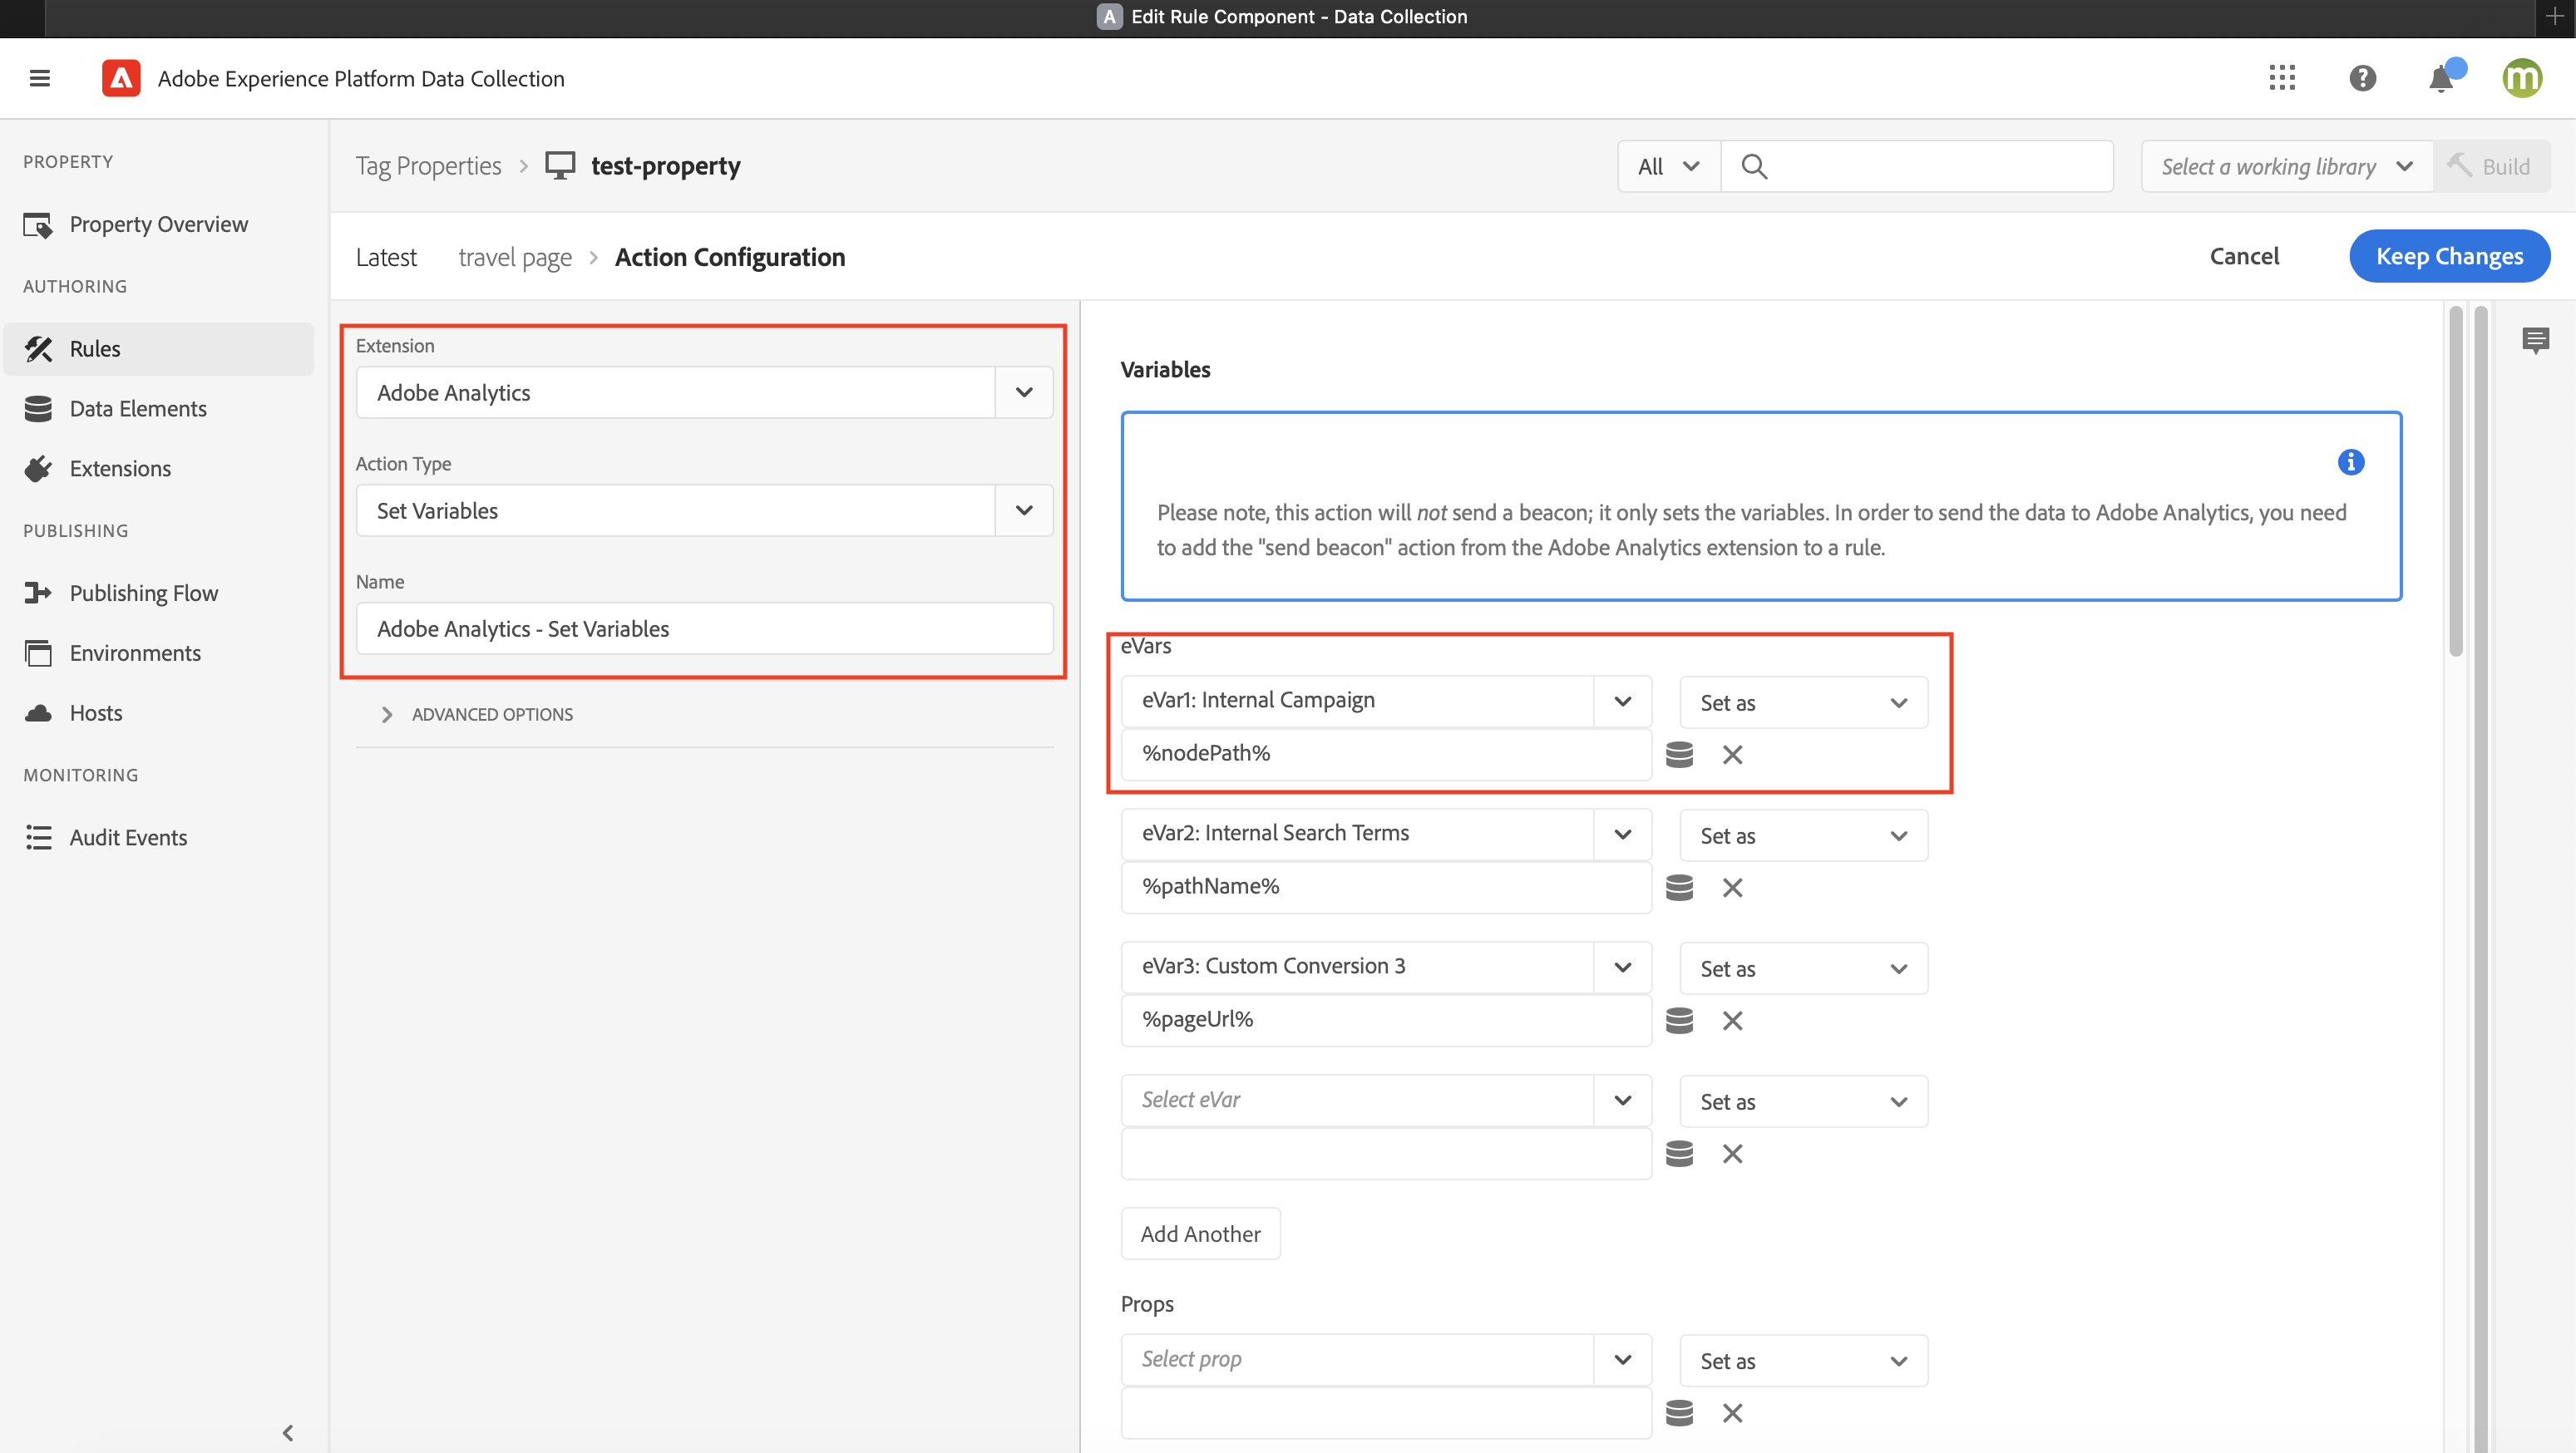 A Edit Rule Component - Data Collection
Adobe Experience Platform Data Collection
m
PROPERTY
Property Overview
AUTHORING
Rules
Data Elements
Extensions
PUBLISHING
Publishing Flow
Environments
Hosts
MONITORING
Audit Events
Tag Properties > test-property
All
Select a working library
Build
Latest travel page > Action Configuration
Cancel
Keep Changes
Extension
Adobe Analytics
Action Type
Set Variables
Name
Adobe Analytics - Set Variables
ADVANCED OPTIONS
Variables
Please note, this action will not send a beacon; it only sets the variables. In order to send the data to Adobe Analytics, you need
to add the "send beacon" action from the Adobe Analytics extension to a rule.
eVars
eVar1: Internal Campaign
Set as
%nodePath%
eVar2: Internal Search Terms
Set as
%pathName%
eVar3: Custom Conversion 3
Set as
%pageUrl%
Select eVar
Set as
Add Another
Props
Select prop
Set as